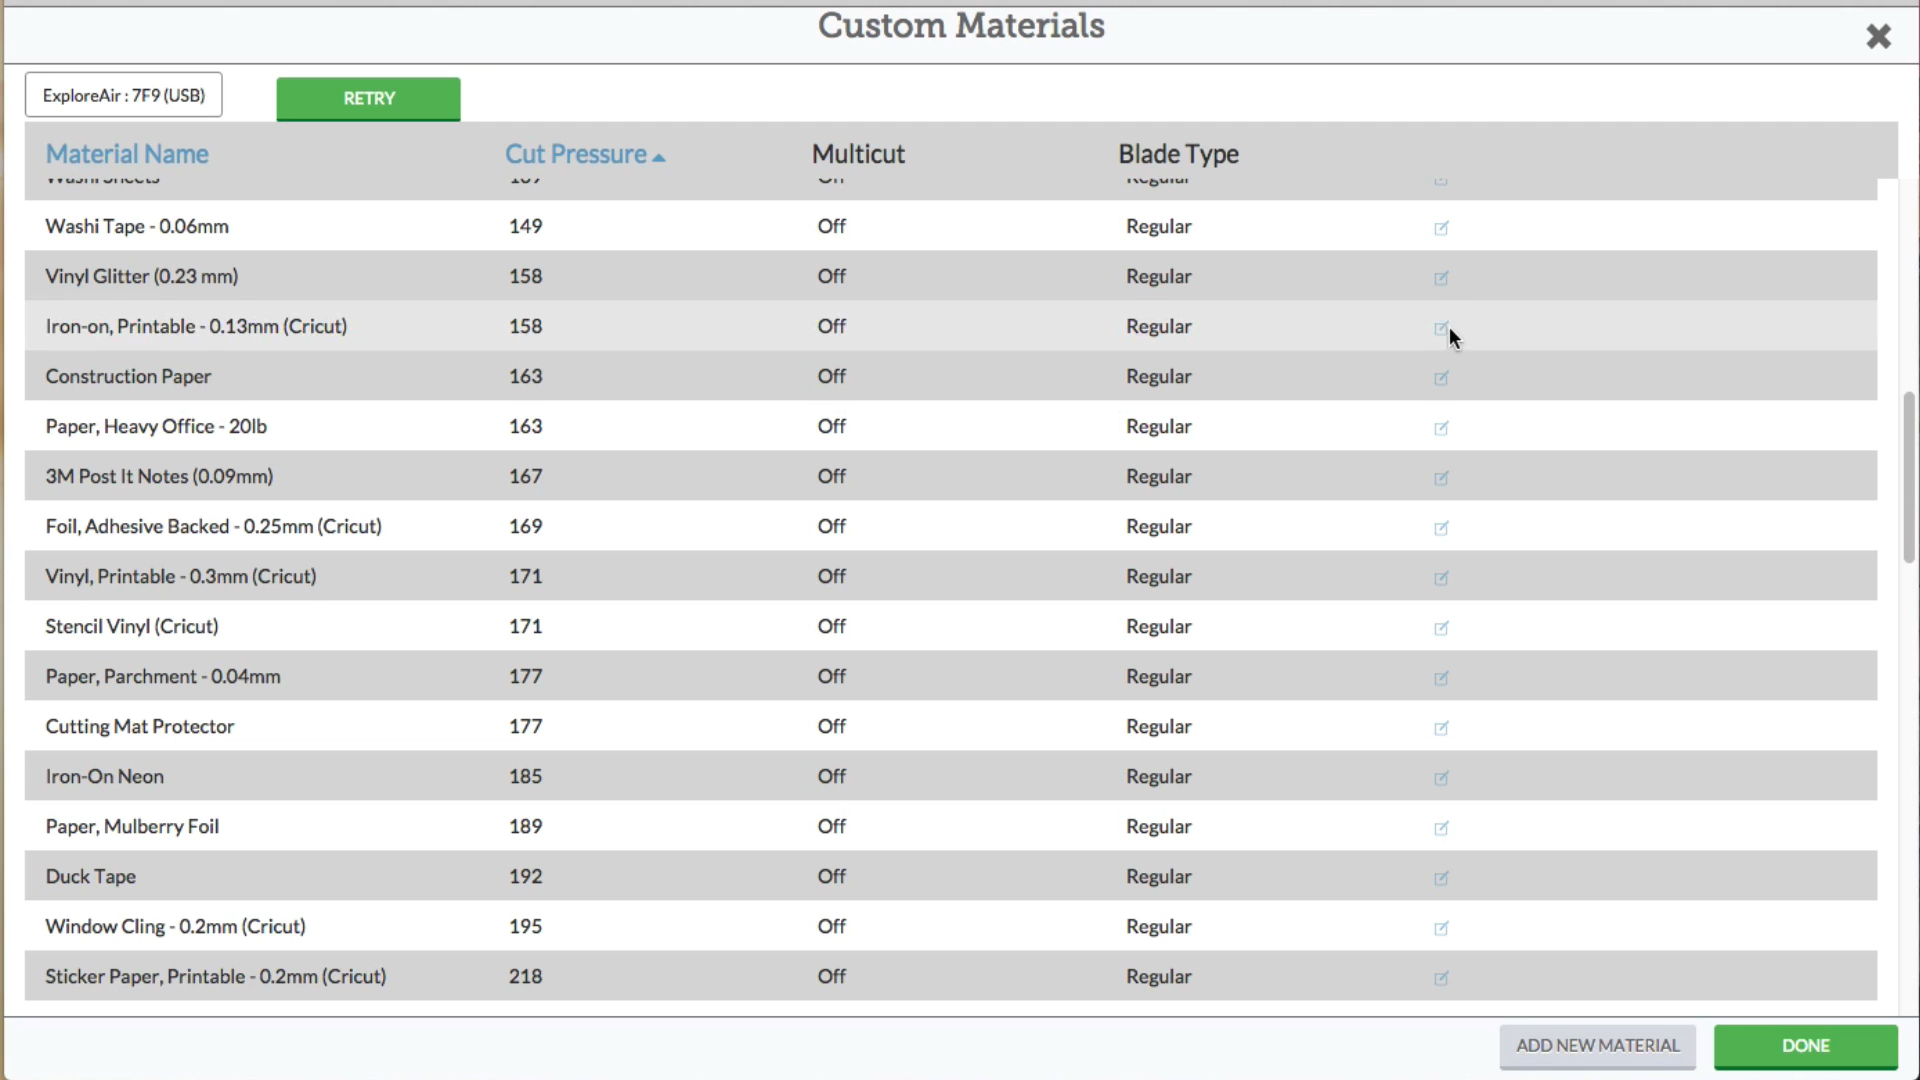 Custom Materials
ExploreAir : 7F9 (USB)
RETRY
Material Name Cut Pressure Multicut Blade Type
Washi Tape - 0.06mm 149 Off Regular
Vinyl Glitter (0.23 mm) 158 Off Regular
Iron-on, Printable - 0.13mm (Cricut) 158 Off Regular
Construction Paper 163 Off Regular
Paper, Heavy Office - 20lb 163 Off Regular
3M Post It Notes (0.09mm) 167 Off Regular
Foil, Adhesive Backed - 0.25mm (Cricut) 169 Off Regular
Vinyl, Printable - 0.3mm (Cricut) 171 Off Regular
Stencil Vinyl (Cricut) 171 Off Regular
Paper, Parchment - 0.04mm 177 Off Regular
Cutting Mat Protector 177 Off Regular
Iron-On Neon 185 Off Regular
Paper, Mulberry Foil 189 Off Regular
Duck Tape 192 Off Regular
Window Cling - 0.2mm (Cricut) 195 Off Regular
Sticker Paper, Printable - 0.2mm (Cricut) 218 Off Regular
ADD NEW MATERIAL DONE